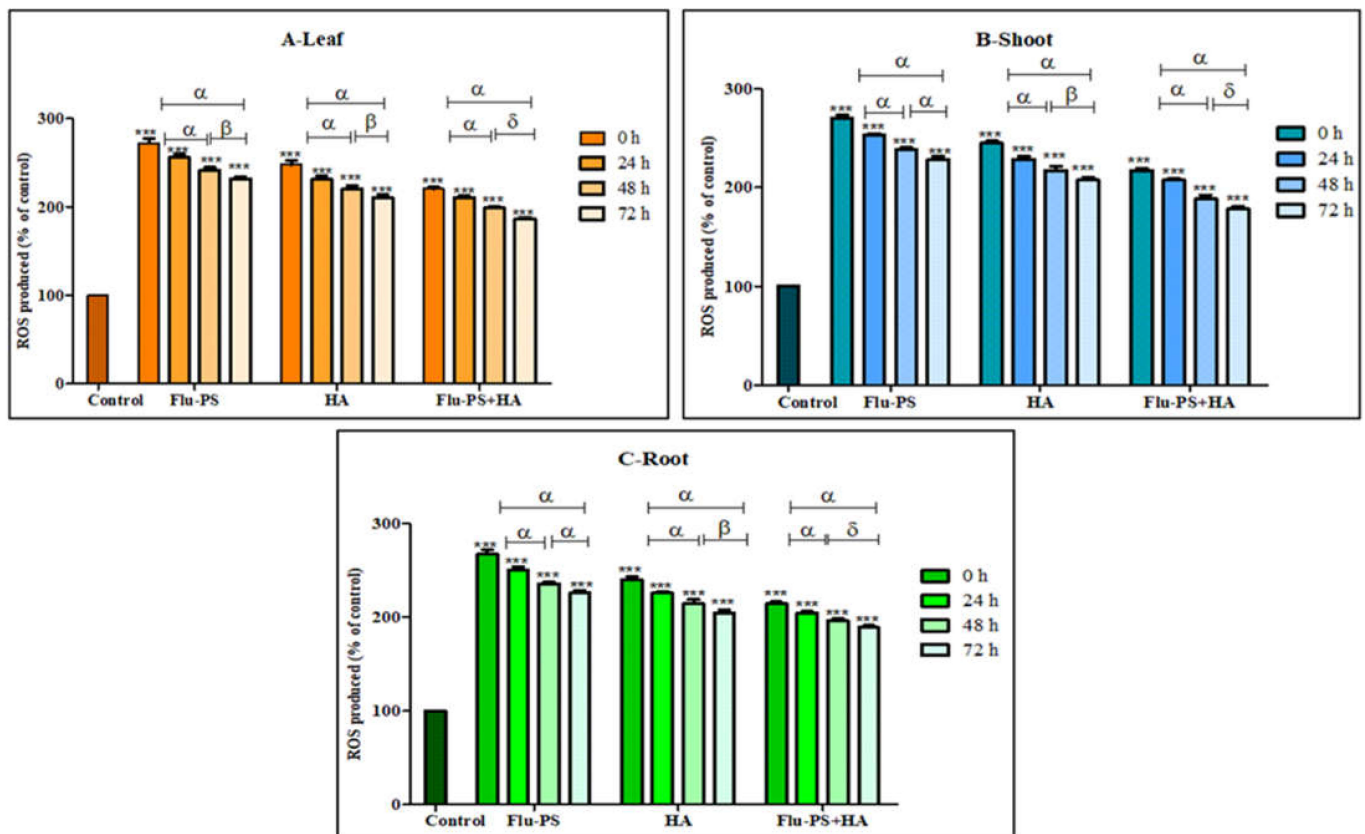 A-Leaf
ROS produced (% of control)
300
200
100
0
α
α
α
α
β
α
β
α
δ
***
***
***
***
***
***
***
***
***
***
***
***
0 h
24 h
48 h
72 h
Control
Flu-PS
HA
Flu-PS+HA
B-Shoot
ROS produced (% of control)
300
200
100
0
α
α
α
α
α
α
β
α
δ
***
***
***
***
***
***
***
***
***
***
***
***
0 h
24 h
48 h
72 h
Control
Flu-PS
HA
Flu-PS+HA
C-Root
ROS produced (% of control)
300
200
100
0
α
α
α
α
α
α
β
α
δ
***
***
***
***
***
***
***
***
***
***
***
***
0 h
24 h
48 h
72 h
Control
Flu-PS
HA
Flu-PS+HA